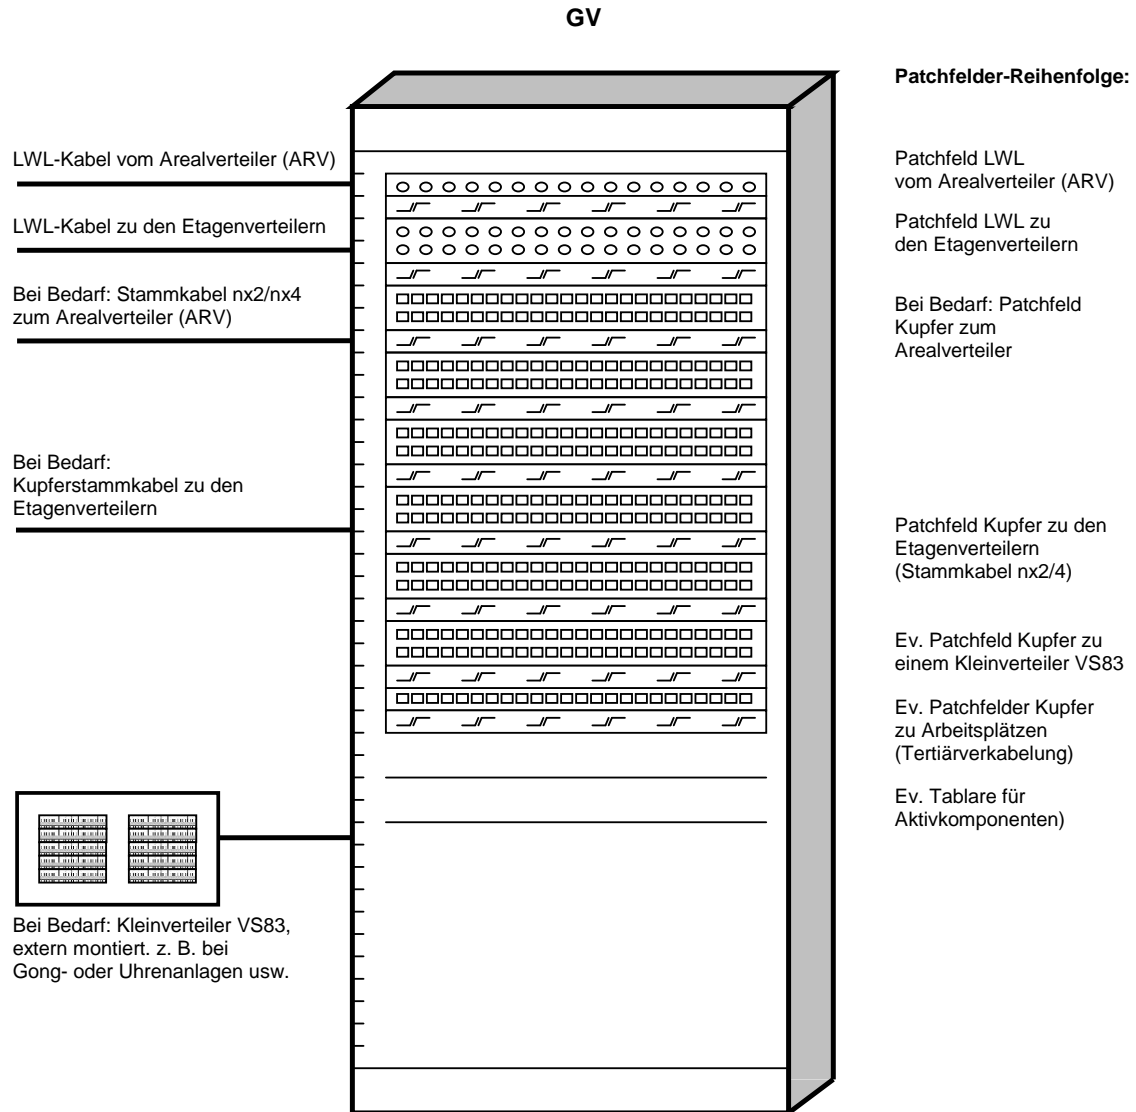 GV
Patchfelder-Reihenfolge:
LWL-Kabel vom Arealverteiler (ARV)
LWL-Kabel zu den Etagenverteilern
Bei Bedarf: Stammkabel nx2/nx4
zum Arealverteiler (ARV)
Bei Bedarf:
Kupferstammkabel zu den
Etagenverteilern
Bei Bedarf: Kleinverteiler VS83,
extern montiert. z. B. bei
Gong- oder Uhrenanlagen usw.
Patchfeld LWL
vom Arealverteiler (ARV)
Patchfeld LWL zu
den Etagenverteilern
Bei Bedarf: Patchfeld
Kupfer zum
Arealverteiler
Patchfeld Kupfer zu den
Etagenverteilern
(Stammkabel nx2/4)
Ev. Patchfeld Kupfer zu
einem Kleinverteiler VS83
Ev. Patchfelder Kupfer
zu Arbeitsplätzen
(Tertiärverkabelung)
Ev. Tablare für
Aktivkomponenten)